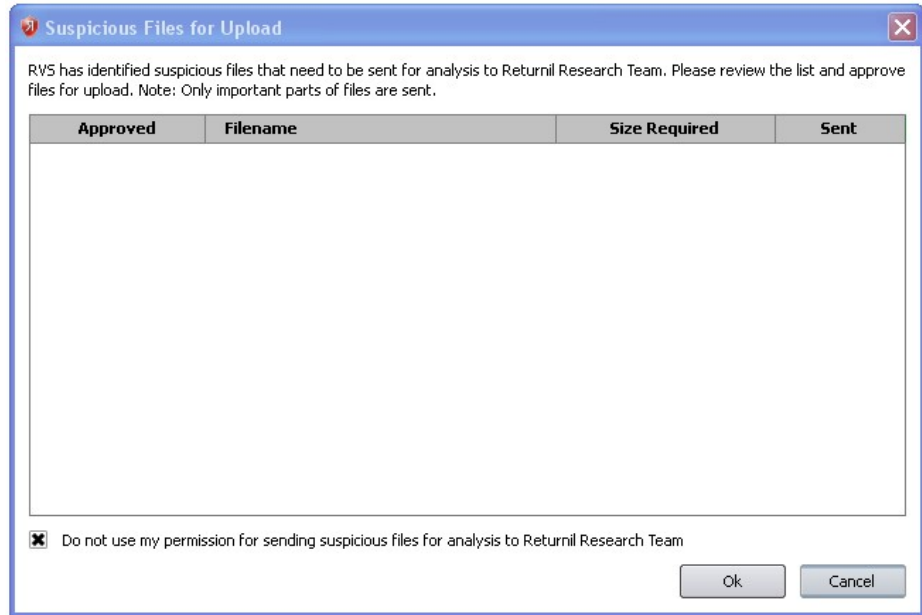 Suspicious Files for Upload
RVS has identified suspicious files that need to be sent for analysis to Returnil Research Team. Please review the list and approve
files for upload. Note: Only important parts of files are sent.
Approved Filename Size Required Sent
Do not use my permission for sending suspicious files for analysis to Returnil Research Team
Ok Cancel